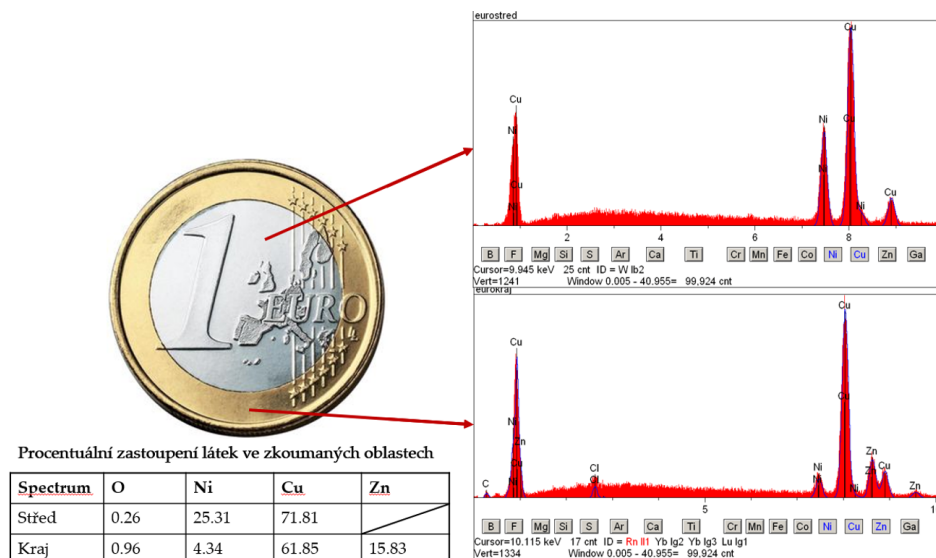 eurostred
Cu
Cu
Ni
Cu
Ni
Cu
Ni
Cu
Ni
2 4 6 8
B F Mg Si S Ar Ca Ti Cr Mn Fe Co Ni Cu Zn Ga
Cursor=9.945 keV 25 cnt ID = W lb2
Vert=1241 Window 0.005 - 40.955= 99,924 cnt
eurokraj
Cu
Cu
Ni
Zn
Cu
Ni
C
Cl
Cl
Ni
Ni
Cu
Ni
Zn
Zn
Cu
Zn
5
B F Mg Si S Ar Ca Ti Cr Mn Fe Co Ni Cu Zn Ga
Cursor=10.115 keV 17 cnt ID = Rn ll1 Yb lg2 Yb lg3 Lu lg1
Vert=1334 Window 0.005 - 40.955= 99,924 cnt
1
EURO
Procentuální zastoupení látek ve zkoumaných oblastech
Spectrum O Ni Cu Zn
Střed 0.26 25.31 71.81
Kraj 0.96 4.34 61.85 15.83